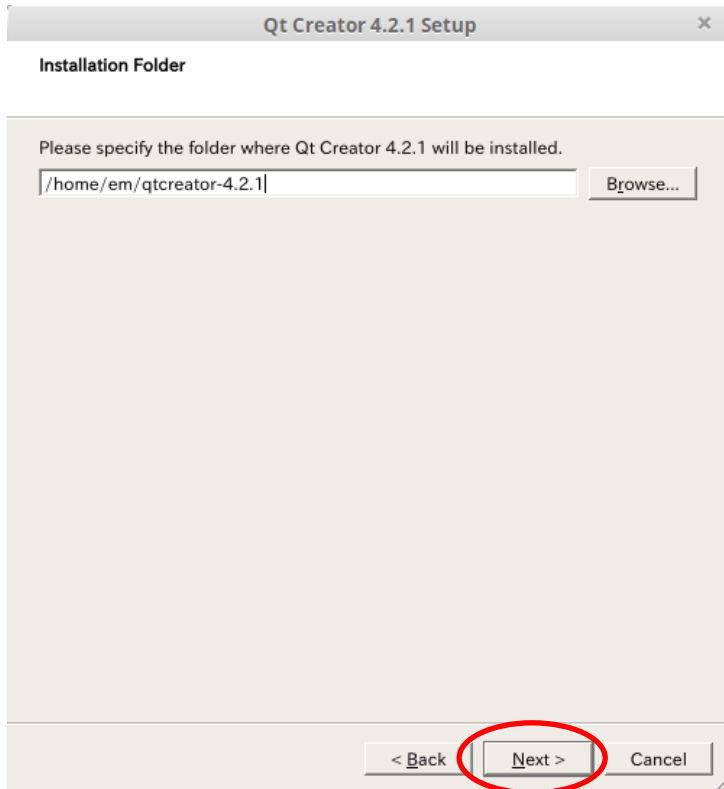 Qt Creator 4.2.1 Setup
Installation Folder
Please specify the folder where Qt Creator 4.2.1 will be installed.
/home/em/qtcreator-4.2.1
Browse...
< Back
Next >
Cancel